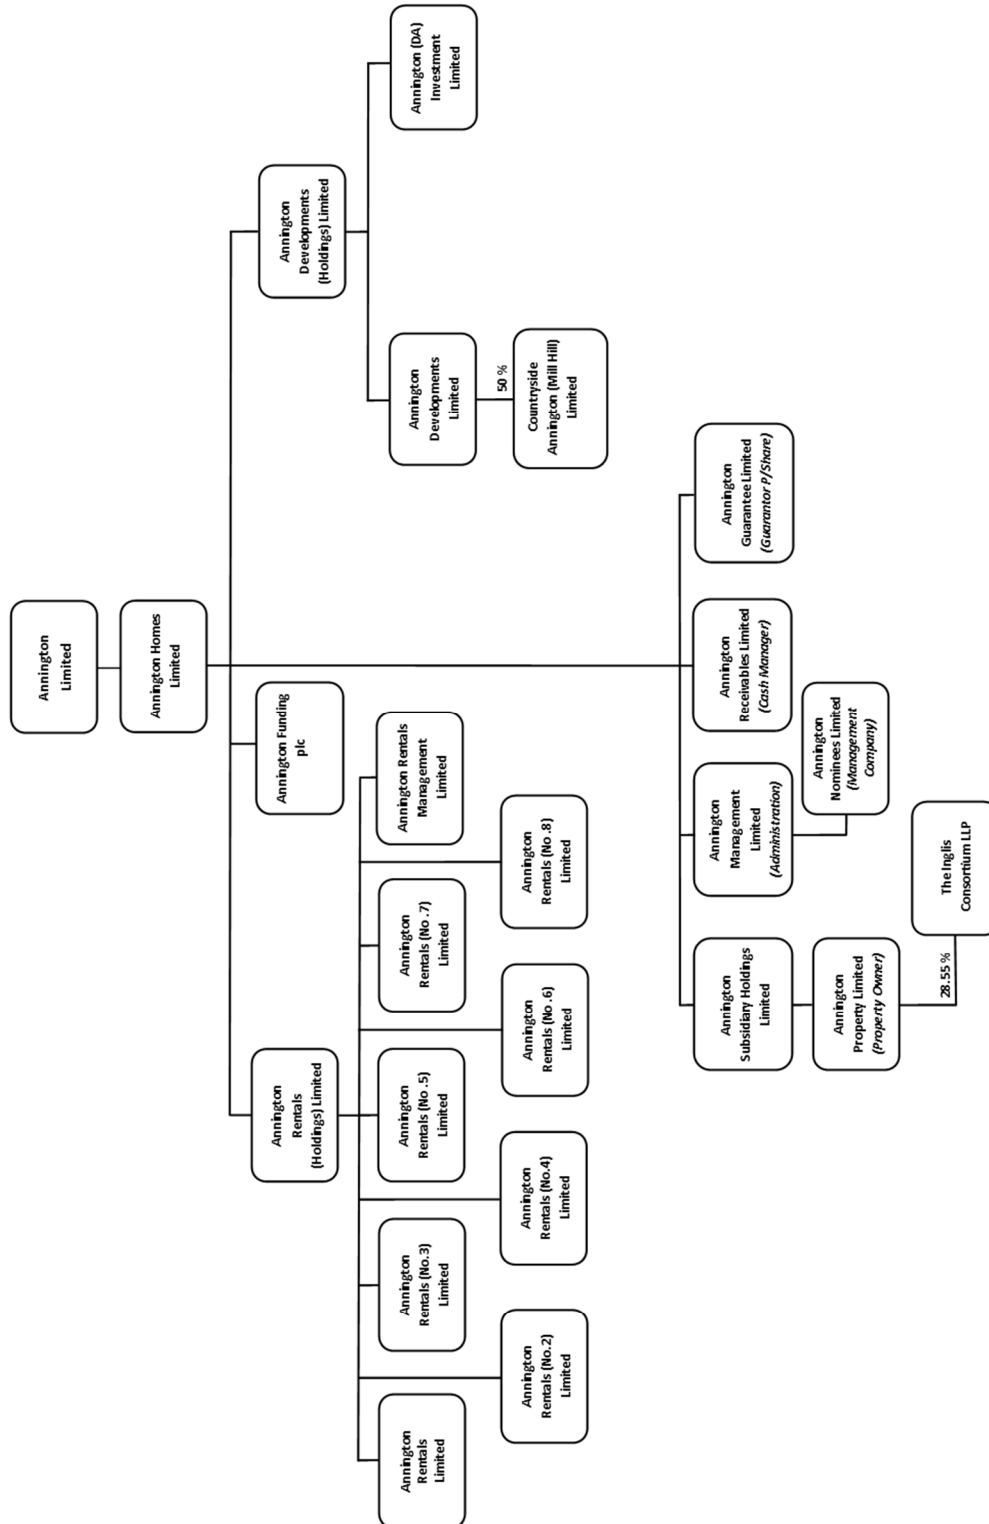 Annington
Limited
Annington Homes
Limited
Annington
Rentals
(Holdings) Limited
Annington Funding
plc
Annington
Developments
(Holdings) Limited
Annington
Rentals
Limited
Annington
Rentals (No.3)
Limited
Annington
Rentals (No .5)
Limited
Annington
Rentals (No .7)
Limited
Annington Rentals
Management
Limited
Annington
Developments
Limited
Annington (DA)
Investment
Limited
Annington
Rentals (No.2)
Limited
Annington
Rentals (No.4)
Limited
Annington
Rentals (No .6)
Limited
Annington
Rentals (No .8)
Limited
50 %
Countryside
Annington (Mill Hill)
Limited
Annington
Subsidiary Holdings
Limited
Annington
Management
Limited
(Administration)
Annington
Receivables Limited
(Cash Manager)
Annington
Guarantee Limited
(Guarantor P/Share)
Annington
Property Limited
(Property Owner)
Annington
Nominees Limited
(Management
Company)
28.55 %
The Inglis
Consortium LLP